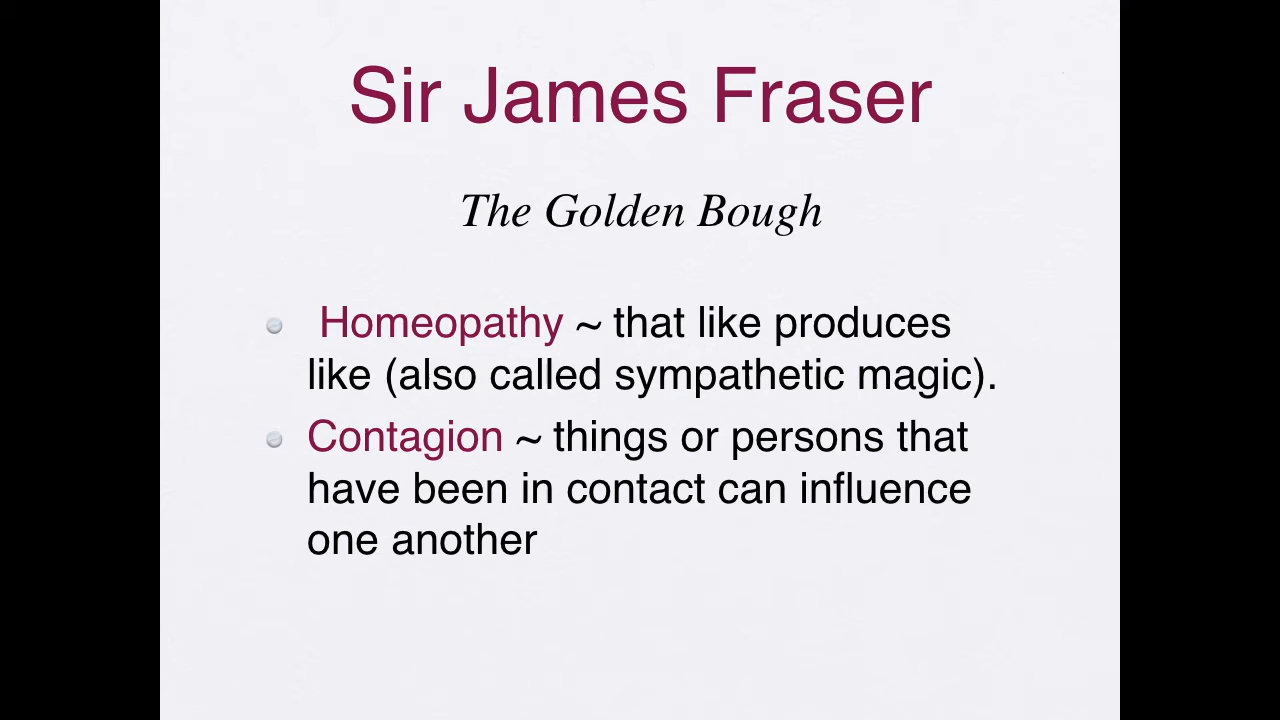 Sir James Fraser
The Golden Bough
Homeopathy ~ that like produces
like (also called sympathetic magic).
Contagion ~ things or persons that
have been in contact can influence
one another